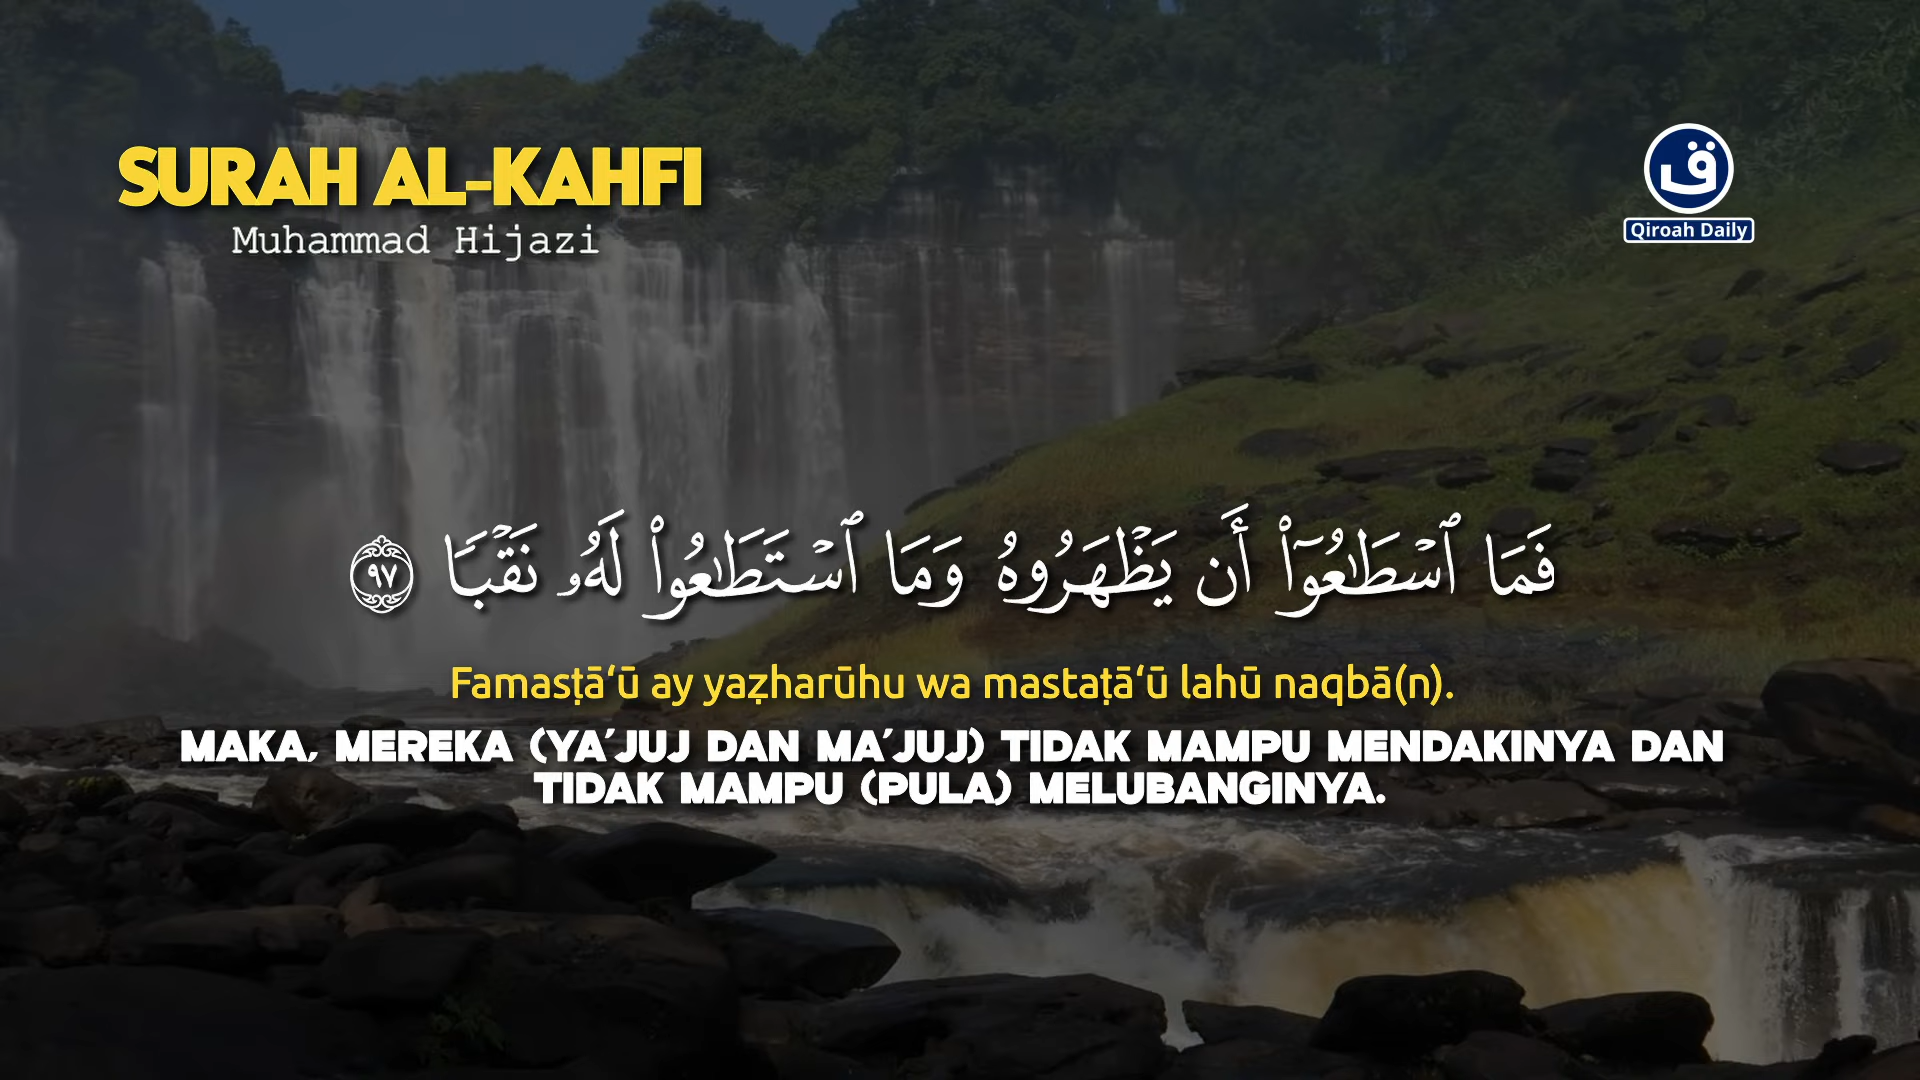 SURAH AL-KAHFI
Muhammad Hijazi
ق
Qiroah Daily
فَمَا ٱسْطَـٰعُوٓا۟ أَن يَظْهَرُوهُ وَمَا ٱسْتَطَـٰعُوا۟ لَهُۥ نَقْبًا ٩٧
Famasṭā‘ū ay yaẓharūhu wa mastaṭā‘ū lahū naqbā(n).
MAKA, MEREKA (YA’JUJ DAN MA’JUJ) TIDAK MAMPU MENDAKINYA DAN
TIDAK MAMPU (PULA) MELUBANGINYA.